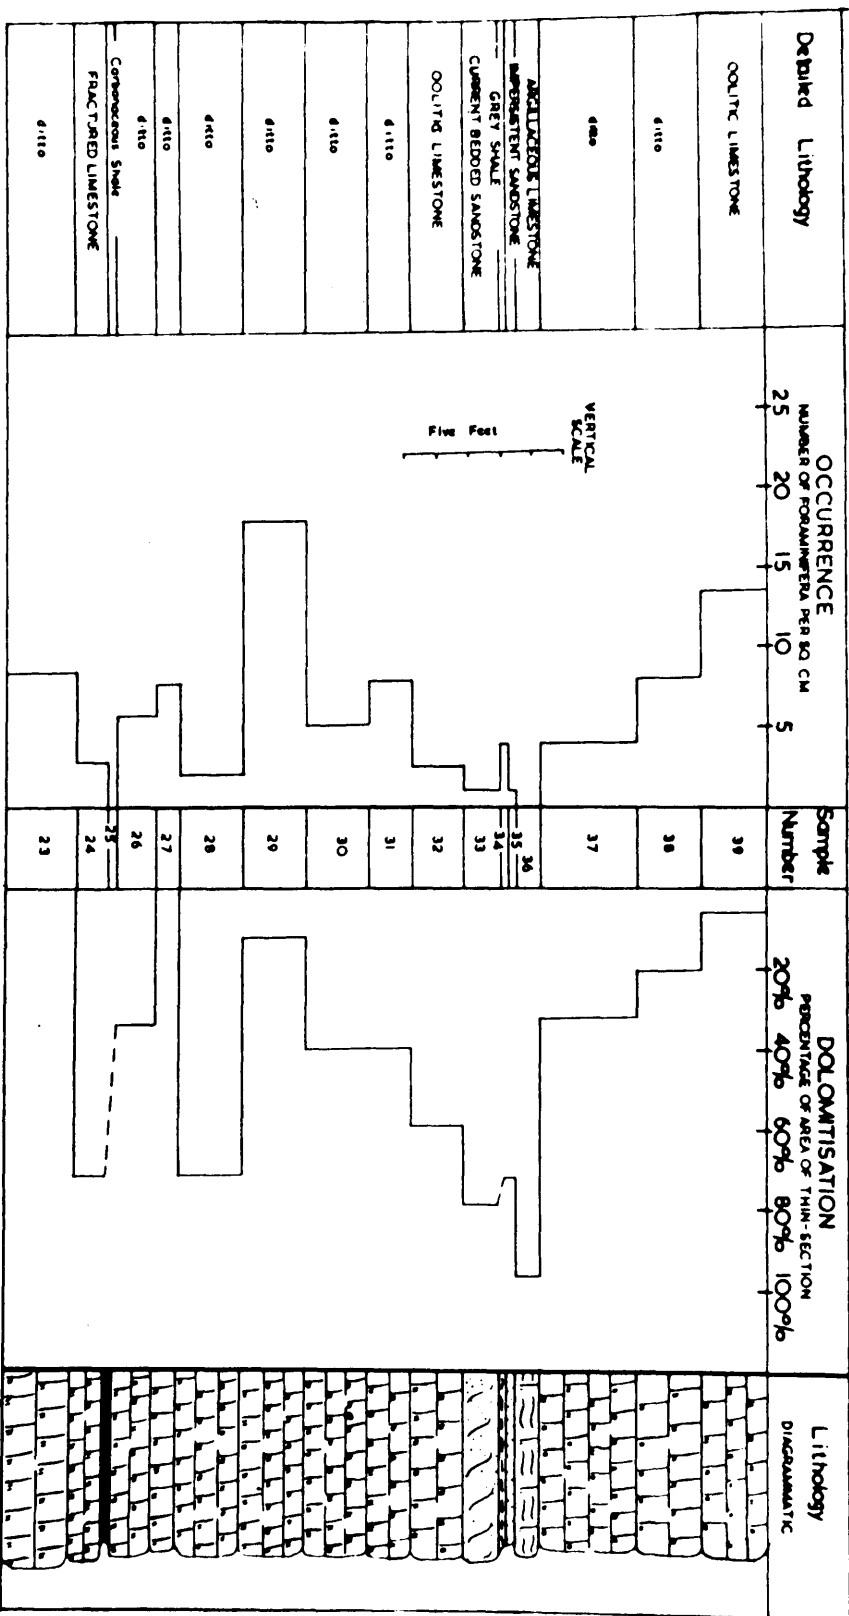 Detailed Lithology
OCCURRENCE
NUMBER OF FORAMINIFERA PER SQ CM
25 20 15 10 5
Sample
Number
DOLOMITISATION
PERCENTAGE OF AREA OF THIN-SECTION
20% 40% 60% 80% 100%
Lithology
DIAGRAMMATIC
OOLITIC LIMESTONE
39
ditto
38
ditto
37
VERTICAL
SCALE
Five Feet
ARGILLACEOUS LIMESTONE
36
IMPERSISTENT SANDSTONE
35
GREY SHALE
34
CURRENT BEDDED SANDSTONE
33
OOLITIC LIMESTONE
32
ditto
31
ditto
30
ditto
29
ditto
28
ditto
27
ditto
26
Carbonaceous Shale
25
FRACTURED LIMESTONE
24
ditto
23